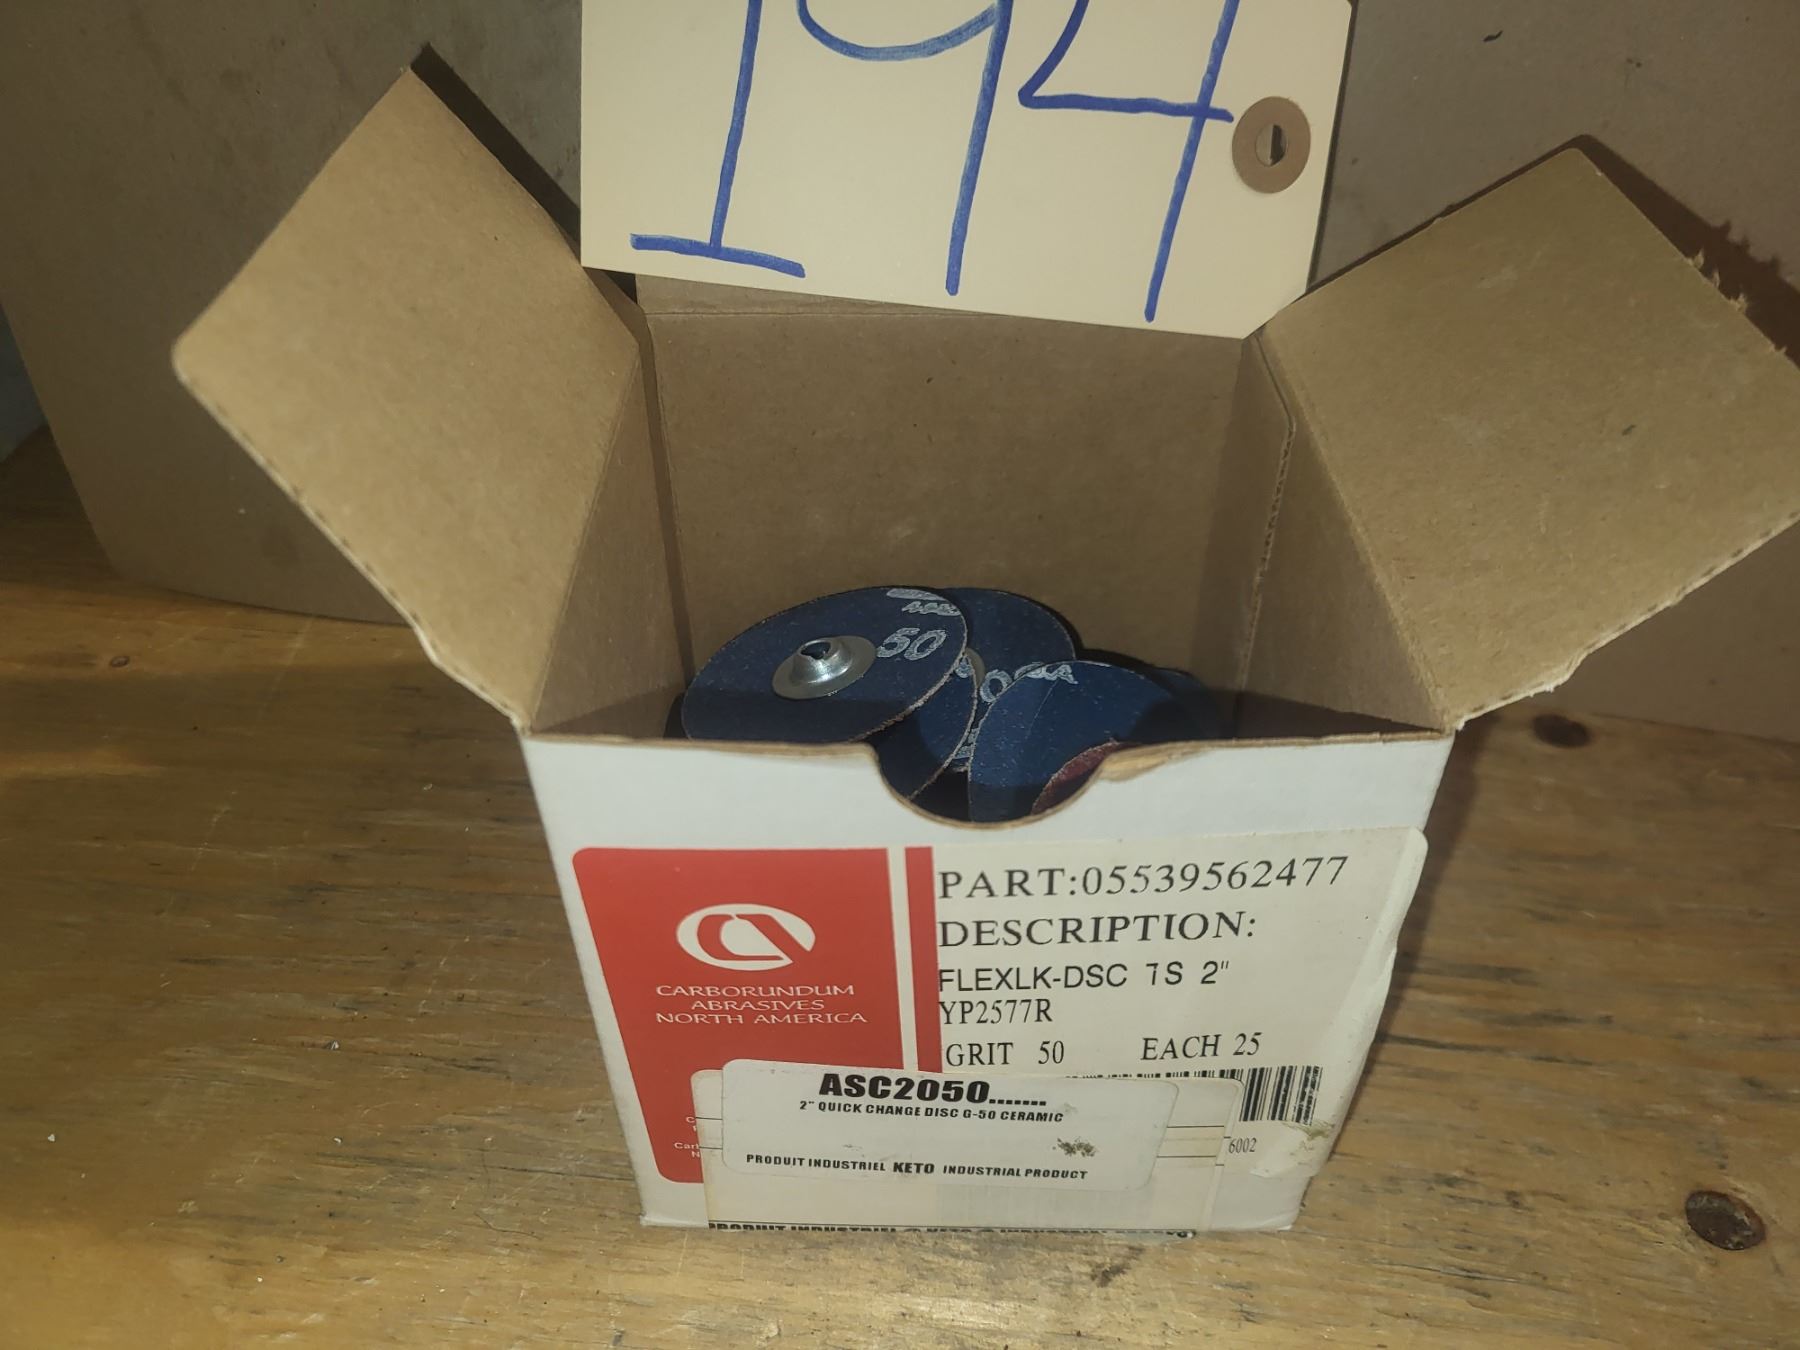 194
50
PART:05539562477
DESCRIPTION:
FLEXLK-DSC TS 2"
YP2577R
GRIT 50 EACH 25
CARBORUNDUM
ABRASIVES
NORTH AMERICA
ASC2050.......
2" QUICK CHANGE DISC G-50 CERAMIC
6002
PRODUIT INDUSTRIEL KETO INDUSTRIAL PRODUCT